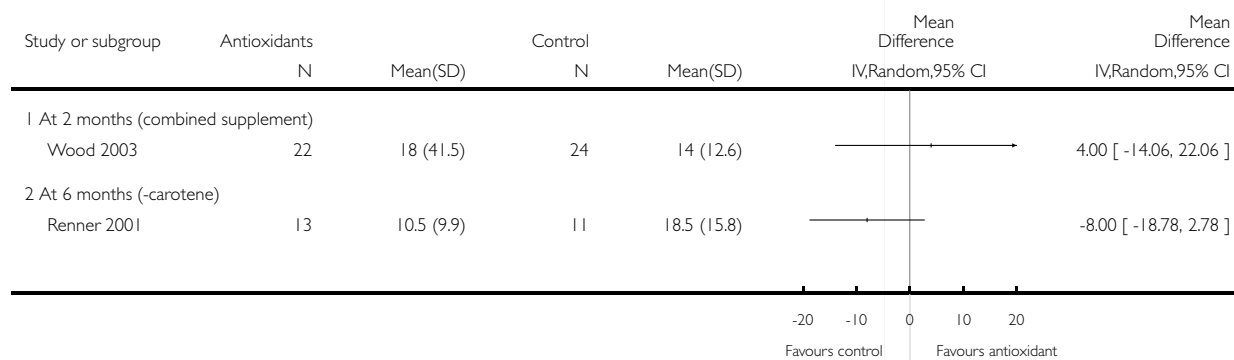 Study or subgroup Antioxidants Control Mean Difference Mean Difference
N Mean(SD) N Mean(SD) IV,Random,95% CI IV,Random,95% CI
1 At 2 months (combined supplement)
Wood 2003 22 18 (41.5) 24 14 (12.6) 4.00 [ -14.06, 22.06 ]
2 At 6 months (-carotene)
Renner 2001 13 10.5 (9.9) 11 18.5 (15.8) -8.00 [ -18.78, 2.78 ]
-20 -10 0 10 20
Favours control Favours antioxidant